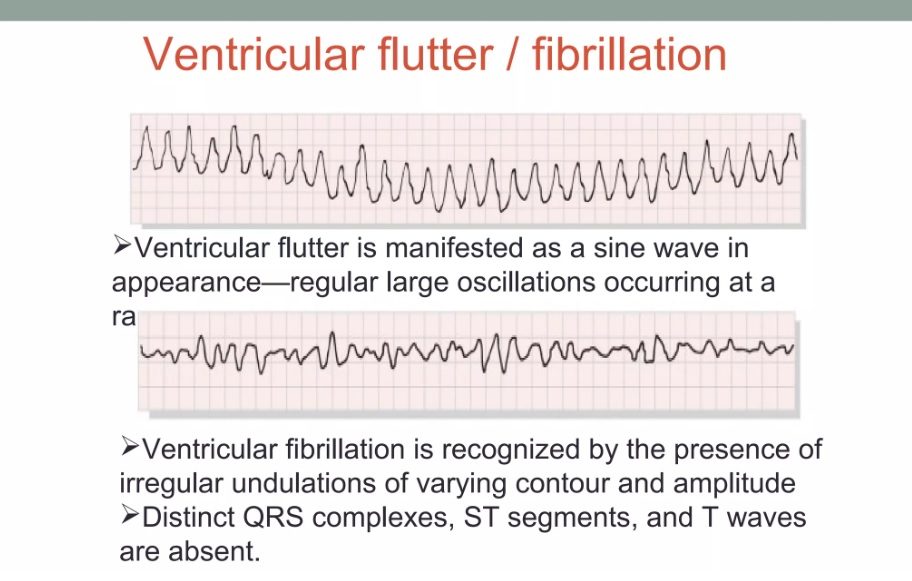 Ventricular flutter / fibrillation
➢Ventricular flutter is manifested as a sine wave in
appearance—regular large oscillations occurring at a
ra
➢Ventricular fibrillation is recognized by the presence of
irregular undulations of varying contour and amplitude
➢Distinct QRS complexes, ST segments, and T waves
are absent.